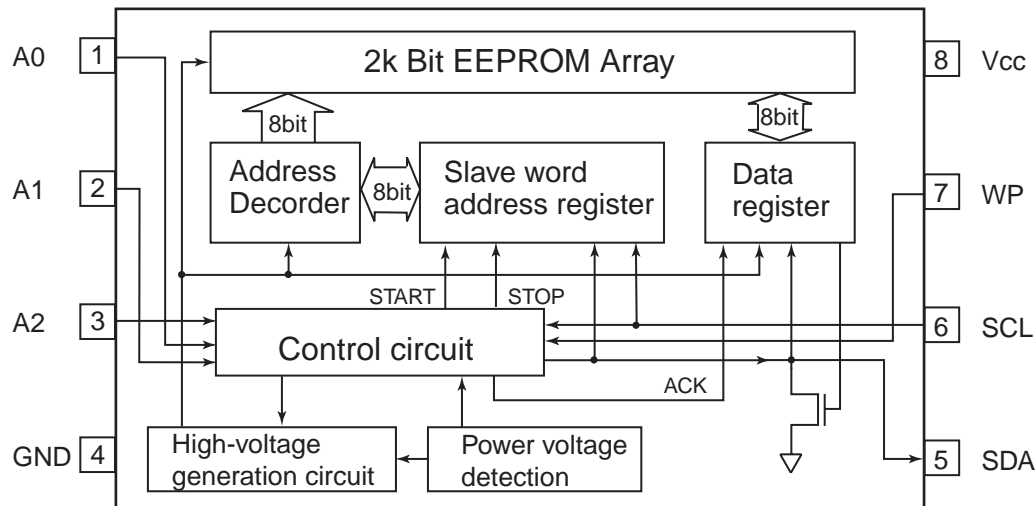 A0
1
2k Bit EEPROM Array
8
Vcc
8bit
8bit
A1
2
Address
Decorder
8bit
Slave word
address register
Data
register
7
WP
START
STOP
A2
3
Control circuit
6
SCL
ACK
GND
4
High-voltage
generation circuit
Power voltage
detection
5
SDA